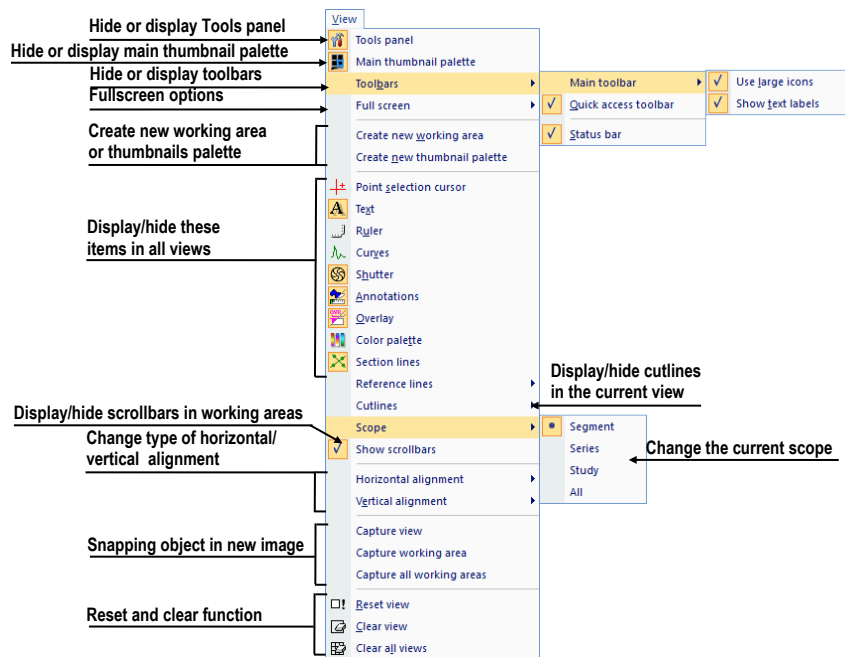 View
Hide or display Tools panel
Tools panel
Hide or display main thumbnail palette
Main thumbnail palette
Hide or display toolbars
Toolbars
Main toolbar
Use large icons
Fullscreen options
Full screen
Quick access toolbar
Show text labels
Create new working area
or thumbnails palette
Create new working area
Status bar
Create new thumbnail palette
Point selection cursor
Text
Display/hide these
items in all views
Ruler
Curves
Shutter
Annotations
OVR
Overlay
Color palette
Section lines
Reference lines
Display/hide cutlines
in the current view
Cutlines
Display/hide scrollbars in working areas
Scope
Segment
Series
Study
All
Change the current scope
Show scrollbars
Change type of horizontal/
vertical alignment
Horizontal alignment
Vertical alignment
Snapping object in new image
Capture view
Capture working area
Capture all working areas
Reset and clear function
Reset view
Clear view
Clear all views